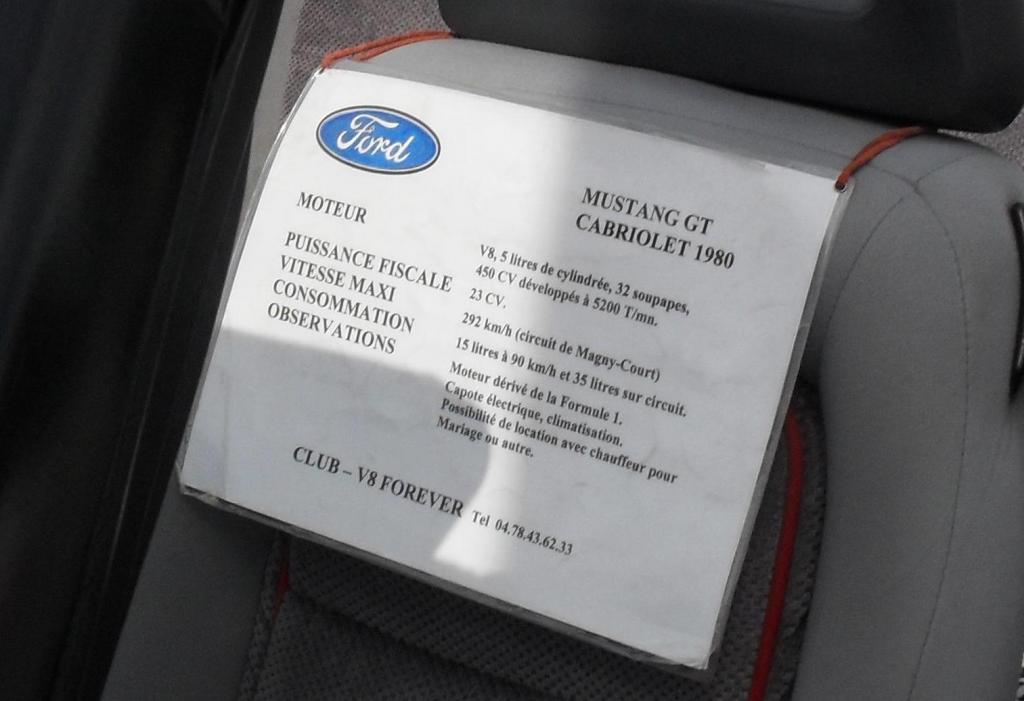 Ford
MUSTANG GT
CABRIOLET 1980
MOTEUR
V8, 5 litres de cylindrée, 32 soupapes,
450 CV développés à 5200 T/mn.
PUISSANCE FISCALE
23 CV.
VITESSE MAXI
292 km/h (circuit de Magny-Court)
CONSOMMATION
15 litres à 90 km/h et 35 litres sur circuit.
OBSERVATIONS
Moteur dérivé de la Formule 1.
Capote électrique, climatisation.
Possibilité de location avec chauffeur pour
Mariage ou autre.
CLUB – V8 FOREVER Tel 04.78.43.62.33